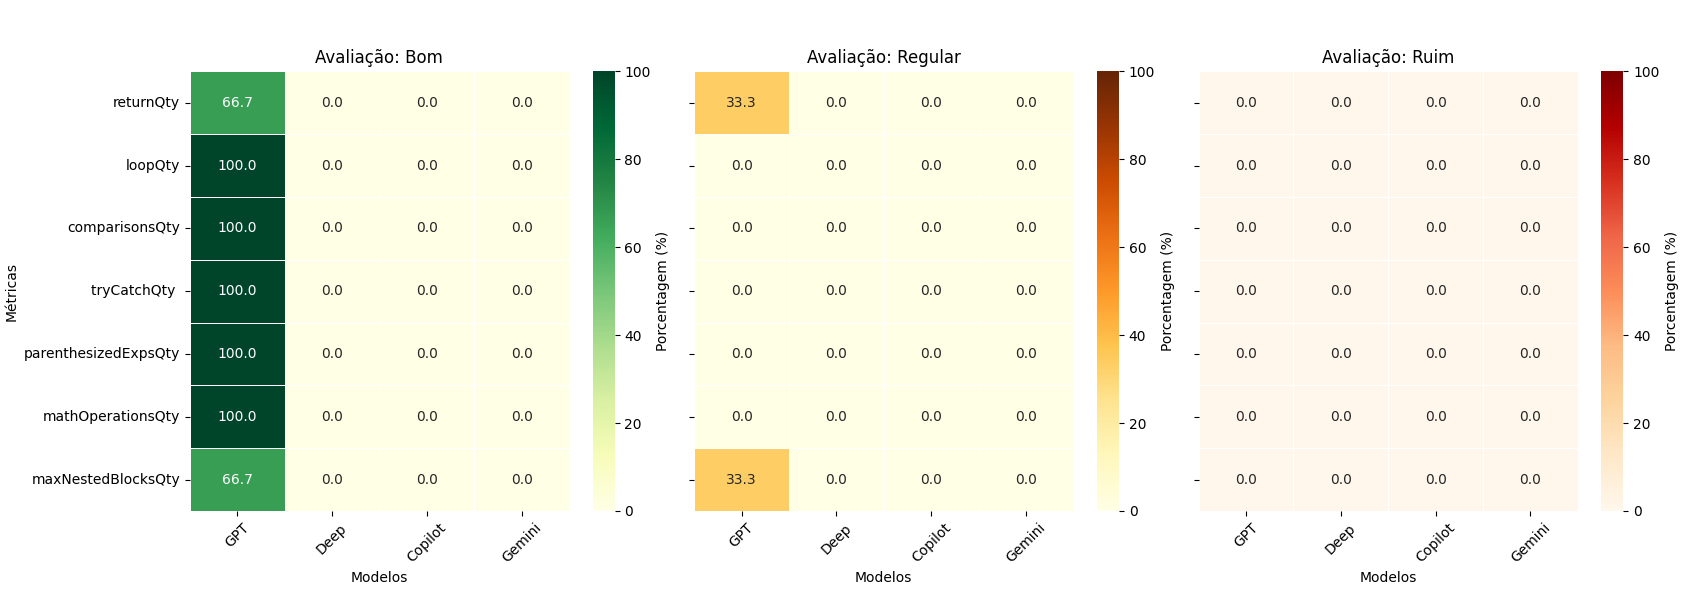 Avaliação: Bom
Avaliação: Regular
Avaliação: Ruim
Métricas
returnQty
loopQty
comparisonsQty
tryCatchQty
parenthesizedExpsQty
mathOperationsQty
maxNestedBlocksQty
66.7 0.0 0.0 0.0
100.0 0.0 0.0 0.0
100.0 0.0 0.0 0.0
100.0 0.0 0.0 0.0
100.0 0.0 0.0 0.0
100.0 0.0 0.0 0.0
66.7 0.0 0.0 0.0
GPT Deep Copilot Gemini
Modelos
100
80
60
40
20
0
Porcentagem (%)
33.3 0.0 0.0 0.0
0.0 0.0 0.0 0.0
0.0 0.0 0.0 0.0
0.0 0.0 0.0 0.0
0.0 0.0 0.0 0.0
0.0 0.0 0.0 0.0
33.3 0.0 0.0 0.0
GPT Deep Copilot Gemini
Modelos
100
80
60
40
20
0
Porcentagem (%)
0.0 0.0 0.0 0.0
0.0 0.0 0.0 0.0
0.0 0.0 0.0 0.0
0.0 0.0 0.0 0.0
0.0 0.0 0.0 0.0
0.0 0.0 0.0 0.0
0.0 0.0 0.0 0.0
GPT Deep Copilot Gemini
Modelos
100
80
60
40
20
0
Porcentagem (%)